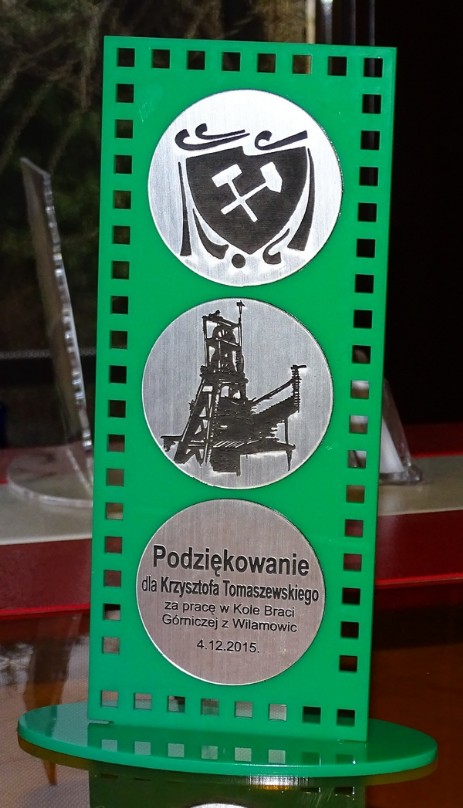 Podziękowanie
dla Krzysztofa Tomaszewskiego
za pracę w Kole Braci
Górniczej z Wilamowic
4.12.2015.